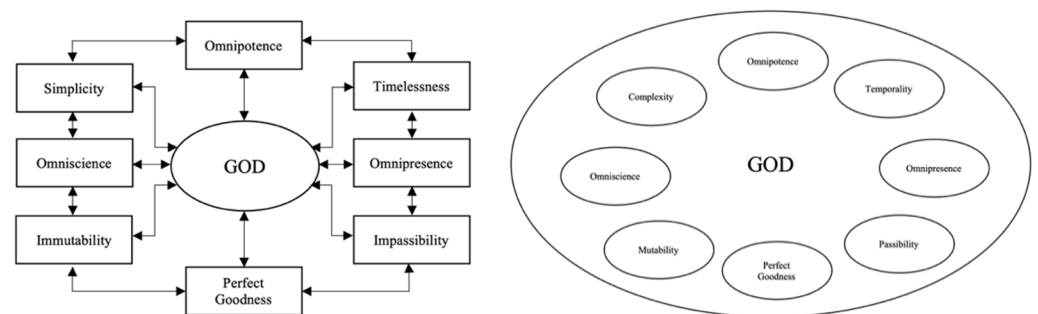 Omnipotence
Simplicity
Timelessness
Omniscience
GOD
Omnipresence
Immutability
Impassibility
Perfect
Goodness
Omnipotence
Complexity
Temporality
Omniscience
GOD
Omnipresence
Mutability
Passibility
Perfect
Goodness